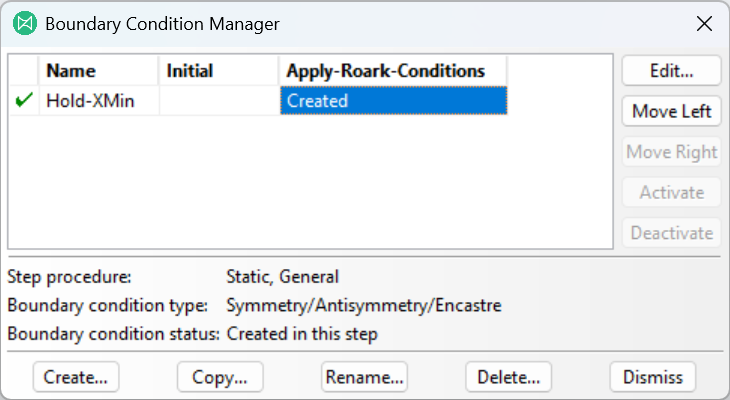 Boundary Condition Manager
Name Initial Apply-Roark-Conditions
Hold-XMin Created
Edit...
Move Left
Move Right
Activate
Deactivate
Step procedure: Static, General
Boundary condition type: Symmetry/Antisymmetry/Encastre
Boundary condition status: Created in this step
Create... Copy... Rename... Delete... Dismiss